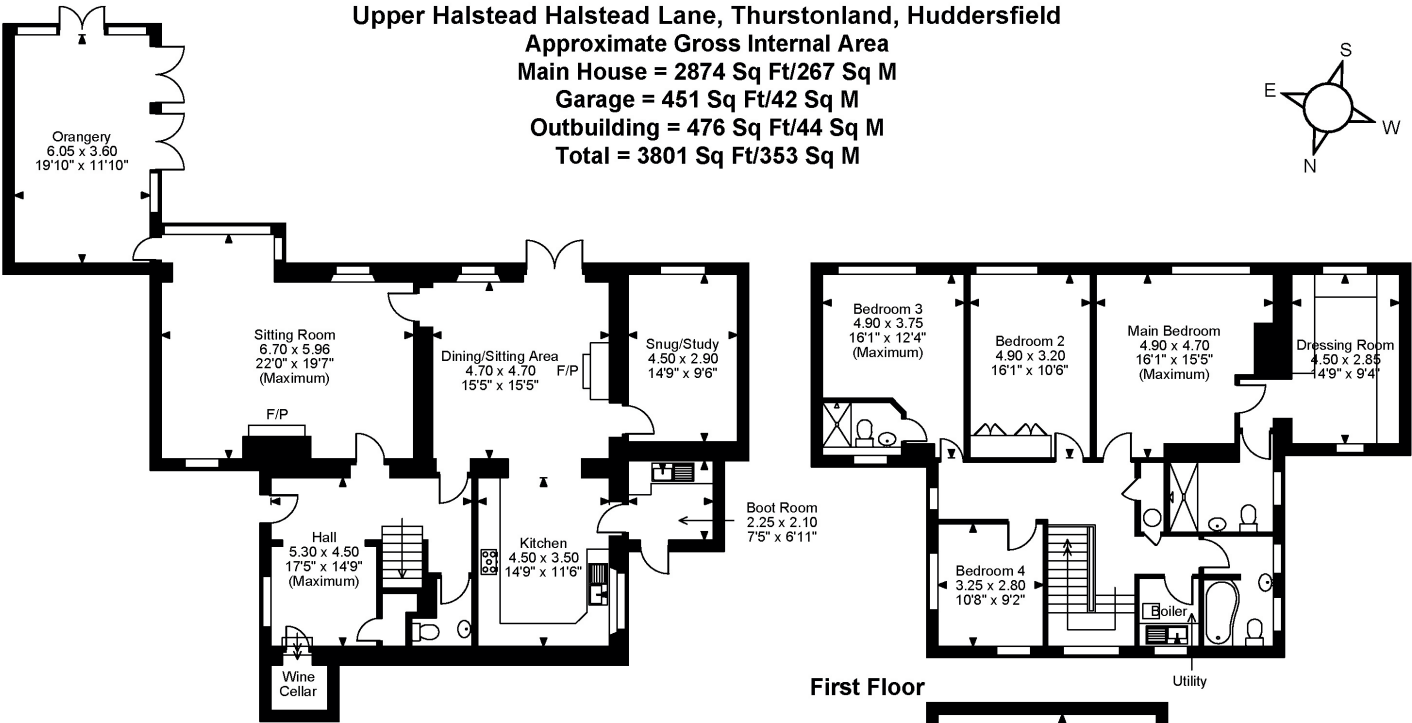 Upper Halstead Halstead Lane, Thurstonland, Huddersfield
Approximate Gross Internal Area
Main House = 2874 Sq Ft/267 Sq M
Garage = 451 Sq Ft/42 Sq M
Outbuilding = 476 Sq Ft/44 Sq M
Total = 3801 Sq Ft/353 Sq M
S
E
W
N
Orangery
6.05 x 3.60
19'10" x 11'10"
Sitting Room
6.70 x 5.96
22'0" x 19'7"
(Maximum)
F/P
Dining/Sitting Area
4.70 x 4.70
15'5" x 15'5"
F/P
Snug/Study
4.50 x 2.90
14'9" x 9'6"
Boot Room
2.25 x 2.10
7'5" x 6'11"
Hall
5.30 x 4.50
17'5" x 14'9"
(Maximum)
Kitchen
4.50 x 3.50
14'9" x 11'6"
Wine
Cellar
Bedroom 3
4.90 x 3.75
16'1" x 12'4"
(Maximum)
Bedroom 2
4.90 x 3.20
16'1" x 10'6"
Main Bedroom
4.90 x 4.70
16'1" x 15'5"
(Maximum)
Dressing Room
4.50 x 2.85
14'9" x 9'4"
Bedroom 4
3.25 x 2.80
10'8" x 9'2"
Boiler
Utility
First Floor